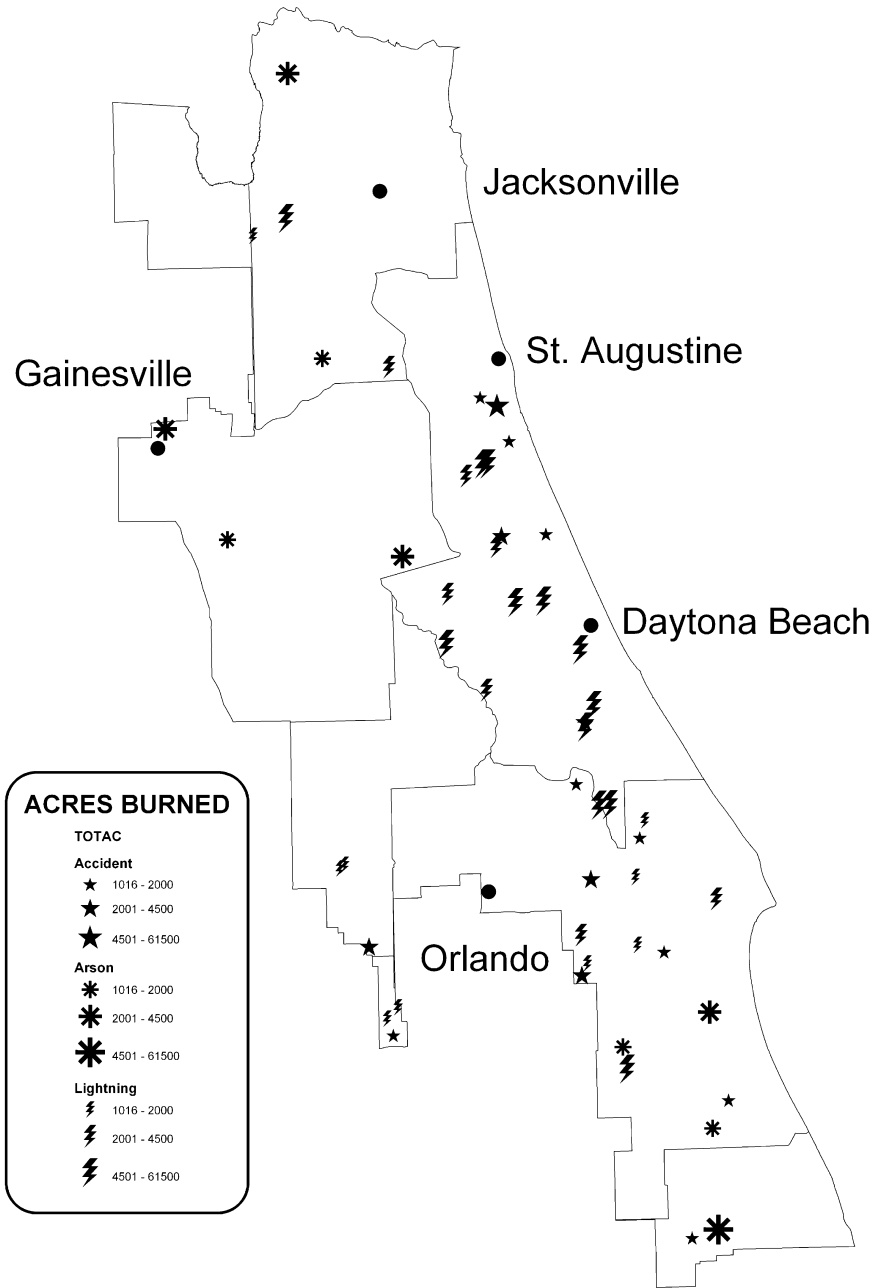 Jacksonville
St. Augustine
Gainesville
Daytona Beach
Orlando
ACRES BURNED
TOTAC
Accident
1016 - 2000
2001 - 4500
4501 - 61500
Arson
1016 - 2000
2001 - 4500
4501 - 61500
Lightning
1016 - 2000
2001 - 4500
4501 - 61500